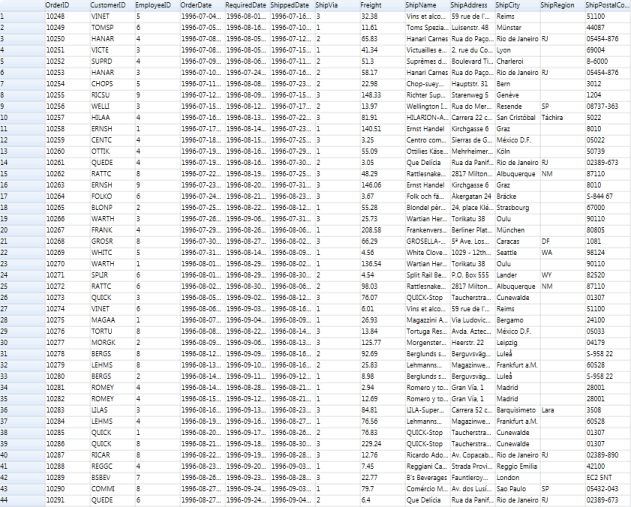 OrderID CustomerID EmployeeID OrderDate RequiredDate ShippedDate ShipVia Freight ShipName ShipAddress ShipCity ShipRegion ShipPostalCo...
1 10248 VINET 5 1996-07-04... 1996-08-01... 1996-07-16... 3 32.38 Vins et alco... 59 rue de l'... Reims 51100
2 10249 TOMSP 6 1996-07-05... 1996-08-16... 1996-07-10... 1 11.61 Toms Spezia... Luisenstr. 48 Münster 44087
3 10250 HANAR 4 1996-07-08... 1996-08-05... 1996-07-12... 2 65.83 Hanari Carnes Rua do Paço... Rio de Janeiro RJ 05454-876
4 10251 VICTE 3 1996-07-08... 1996-08-05... 1996-07-15... 1 41.34 Victuailles e... 2, rue du Co... Lyon 69004
5 10252 SUPRD 4 1996-07-09... 1996-08-06... 1996-07-11... 2 51.3 Suprêmes d... Boulevard Ti... Charleroi B-6000
6 10253 HANAR 3 1996-07-10... 1996-07-24... 1996-07-16... 2 58.17 Hanari Carnes Rua do Paço... Rio de Janeiro RJ 05454-876
7 10254 CHOPS 5 1996-07-11... 1996-08-08... 1996-07-23... 2 22.98 Chop-suey... Hauptstr. 31 Bern 3012
8 10255 RICSU 9 1996-07-12... 1996-08-09... 1996-07-15... 3 148.33 Richter Sup... Starenweg 5 Genève 1204
9 10256 WELLI 3 1996-07-15... 1996-08-12... 1996-07-17... 2 13.97 Wellington I... Rua do Mer... Resende SP 08737-363
10 10257 HILAA 4 1996-07-16... 1996-08-13... 1996-07-22... 3 81.91 HILARION-A... Carrera 22 c... San Cristóbal Táchira 5022
11 10258 ERNSH 1 1996-07-17... 1996-08-14... 1996-07-23... 1 140.51 Ernst Handel Kirchgasse 6 Graz 8010
12 10259 CENTC 4 1996-07-18... 1996-08-15... 1996-07-25... 3 3.25 Centro com... Sierras de G... México D.F. 05022
13 10260 OTTIK 4 1996-07-19... 1996-08-16... 1996-07-29... 1 55.09 Ottilies Käse... Mehrheimer... Köln 50739
14 10261 QUEDE 4 1996-07-19... 1996-08-16... 1996-07-30... 2 3.05 Que Delícia Rua da Panif... Rio de Janeiro RJ 02389-673
15 10262 RATTC 8 1996-07-22... 1996-08-19... 1996-07-25... 3 48.29 Rattlesnake... 2817 Milton... Albuquerque NM 87110
16 10263 ERNSH 9 1996-07-23... 1996-08-20... 1996-07-31... 3 146.06 Ernst Handel Kirchgasse 6 Graz 8010
17 10264 FOLKO 6 1996-07-24... 1996-08-21... 1996-08-23... 3 3.67 Folk och fä... Åkergatan 24 Bräcke S-844 67
18 10265 BLONP 2 1996-07-25... 1996-08-22... 1996-08-12... 1 55.28 Blondel pèr... 24, place Klé... Strasbourg 67000
19 10266 WARTH 3 1996-07-26... 1996-09-06... 1996-07-31... 3 25.73 Wartian Her... Torikatu 38 Oulu 90110
20 10267 FRANK 4 1996-07-29... 1996-08-26... 1996-08-06... 1 208.58 Frankenvers... Berliner Plat... München 80805
21 10268 GROSR 8 1996-07-30... 1996-08-27... 1996-08-02... 3 66.29 GROSELLA-... 5ª Ave. Los... Caracas DF 1081
22 10269 WHITC 5 1996-07-31... 1996-08-14... 1996-08-09... 1 4.56 White Clove... 1029 - 12th... Seattle WA 98124
23 10270 WARTH 1 1996-08-01... 1996-08-29... 1996-08-02... 1 136.54 Wartian Her... Torikatu 38 Oulu 90110
24 10271 SPLIR 6 1996-08-01... 1996-08-29... 1996-08-30... 2 4.54 Split Rail Be... P.O. Box 555 Lander WY 82520
25 10272 RATTC 6 1996-08-02... 1996-08-30... 1996-08-06... 2 98.03 Rattlesnake... 2817 Milton... Albuquerque NM 87110
26 10273 QUICK 3 1996-08-05... 1996-09-02... 1996-08-12... 3 76.07 QUICK-Stop Taucherstra... Cunewalde 01307
27 10274 VINET 6 1996-08-06... 1996-09-03... 1996-08-16... 1 6.01 Vins et alco... 59 rue de l'... Reims 51100
28 10275 MAGAA 1 1996-08-07... 1996-09-04... 1996-08-09... 1 26.93 Magazzini A... Via Ludovic... Bergamo 24100
29 10276 TORTU 8 1996-08-08... 1996-08-22... 1996-08-14... 3 13.84 Tortuga Res... Avda. Aztec... México D.F. 05033
30 10277 MORGK 2 1996-08-09... 1996-09-06... 1996-08-13... 3 125.77 Morgenster... Heerstr. 22 Leipzig 04179
31 10278 BERGS 8 1996-08-12... 1996-09-09... 1996-08-16... 2 92.69 Berglunds s... Berguvsväg... Luleå S-958 22
32 10279 LEHMS 8 1996-08-13... 1996-09-10... 1996-08-16... 2 25.83 Lehmanns... Magazinwe... Frankfurt a.M. 60528
33 10280 BERGS 2 1996-08-14... 1996-09-11... 1996-09-12... 1 8.98 Berglunds s... Berguvsväg... Luleå S-958 22
34 10281 ROMEY 4 1996-08-14... 1996-08-28... 1996-08-21... 1 2.94 Romero y to... Gran Vía, 1 Madrid 28001
35 10282 ROMEY 4 1996-08-15... 1996-09-12... 1996-08-21... 1 12.69 Romero y to... Gran Vía, 1 Madrid 28001
36 10283 LILAS 3 1996-08-16... 1996-09-13... 1996-08-23... 3 84.81 LILA-Super... Carrera 52 c... Barquisimeto Lara 3508
37 10284 LEHMS 4 1996-08-19... 1996-09-16... 1996-08-27... 1 76.56 Lehmanns... Magazinwe... Frankfurt a.M. 60528
38 10285 QUICK 1 1996-08-20... 1996-09-17... 1996-08-26... 2 76.83 QUICK-Stop Taucherstra... Cunewalde 01307
39 10286 QUICK 8 1996-08-21... 1996-09-18... 1996-08-30... 3 229.24 QUICK-Stop Taucherstra... Cunewalde 01307
40 10287 RICAR 8 1996-08-22... 1996-09-19... 1996-08-28... 3 12.76 Ricardo Ado... Av. Copacab... Rio de Janeiro RJ 02389-890
41 10288 REGGC 4 1996-08-23... 1996-09-20... 1996-09-03... 1 7.45 Reggiani Ca... Strada Provi... Reggio Emilia 42100
42 10289 BSBEV 7 1996-08-26... 1996-09-23... 1996-08-28... 3 22.77 B's Beverages Fauntleroy... London EC2 5NT
43 10290 COMMI 8 1996-08-27... 1996-09-24... 1996-09-03... 1 79.7 Comércio M... Av. dos Lusí... Sao Paulo SP 05432-043
44 10291 QUEDE 6 1996-08-27... 1996-09-24... 1996-09-04... 2 6.4 Que Delícia Rua da Panif... Rio de Janeiro RJ 02389-673